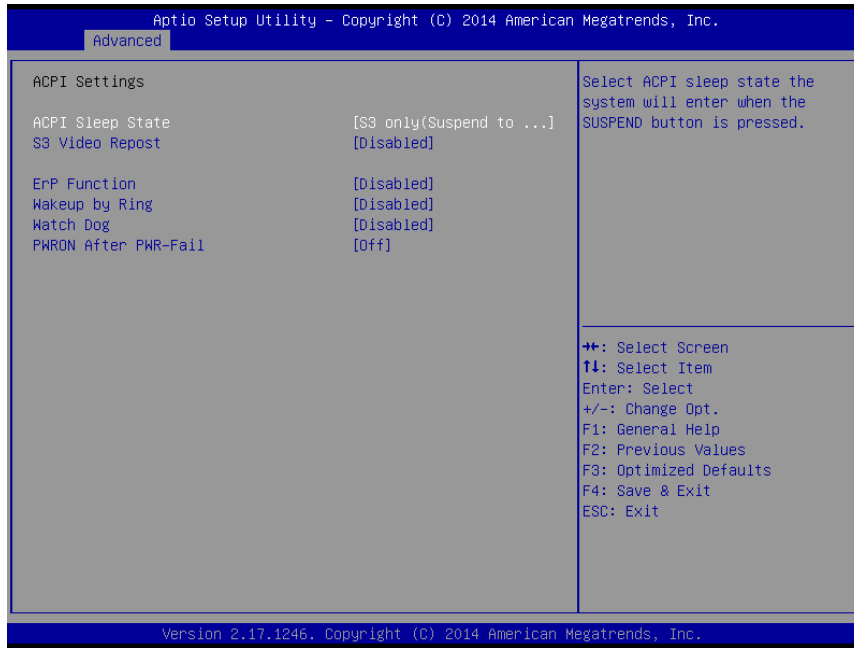 Aptio Setup Utility – Copyright (C) 2014 American Megatrends, Inc.
Advanced
ACPI Settings
ACPI Sleep State [S3 only(Suspend to ...]
S3 Video Repost [Disabled]
ErP Function [Disabled]
Wakeup by Ring [Disabled]
Watch Dog [Disabled]
PWRON After PWR-Fail [Off]
Select ACPI sleep state the
system will enter when the
SUSPEND button is pressed.
→←: Select Screen
↑↓: Select Item
Enter: Select
+/-: Change Opt.
F1: General Help
F2: Previous Values
F3: Optimized Defaults
F4: Save & Exit
ESC: Exit
Version 2.17.1246. Copyright (C) 2014 American Megatrends, Inc.